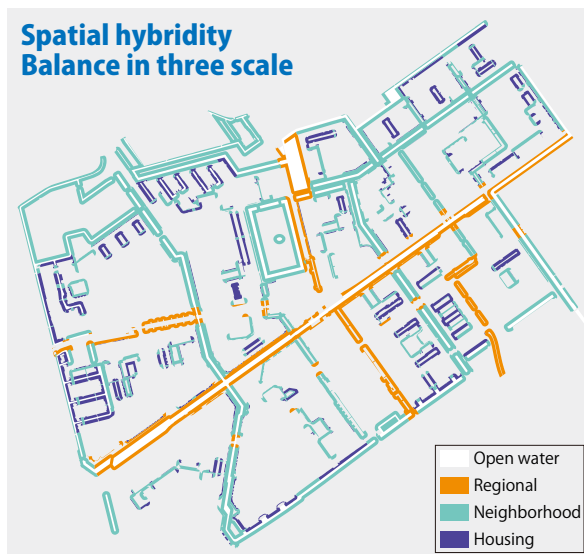 Spatial hybridity
Balance in three scale
Open water
Regional
Neighborhood
Housing